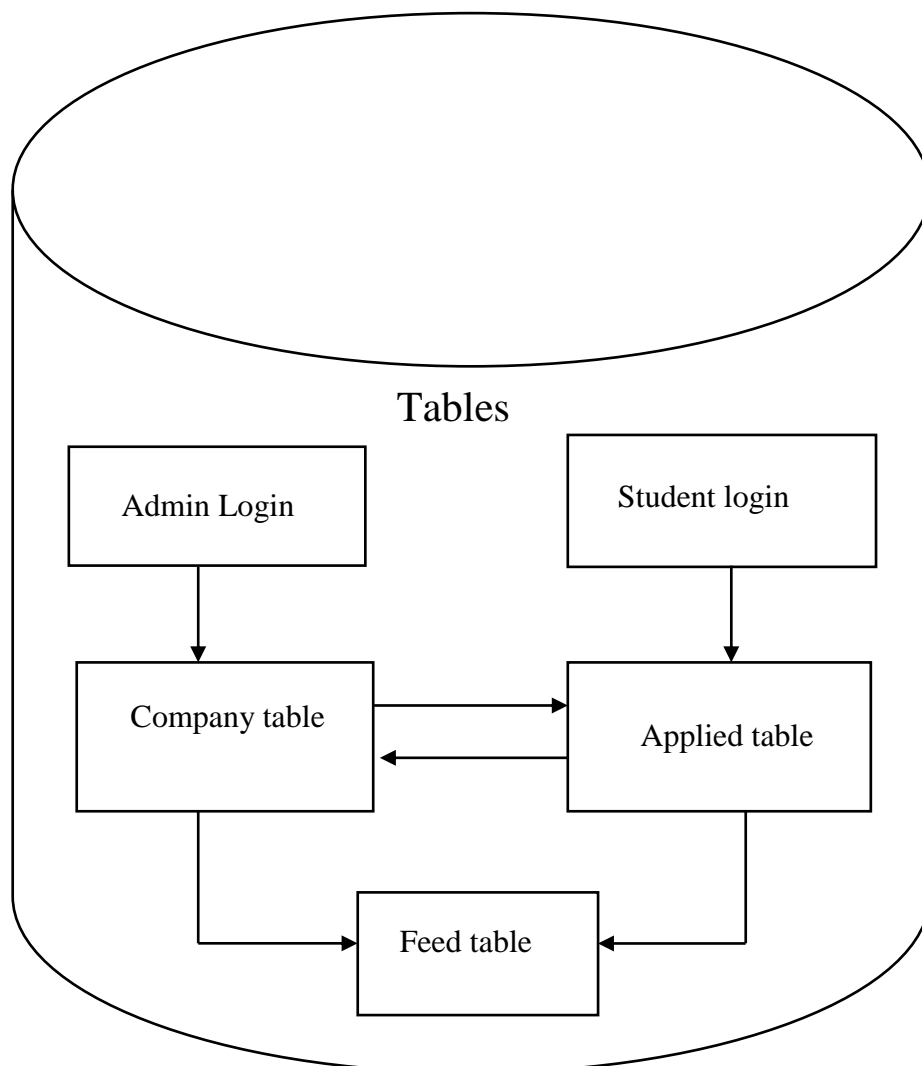 Tables
Admin Login
Student login
Company table
Applied table
Feed table